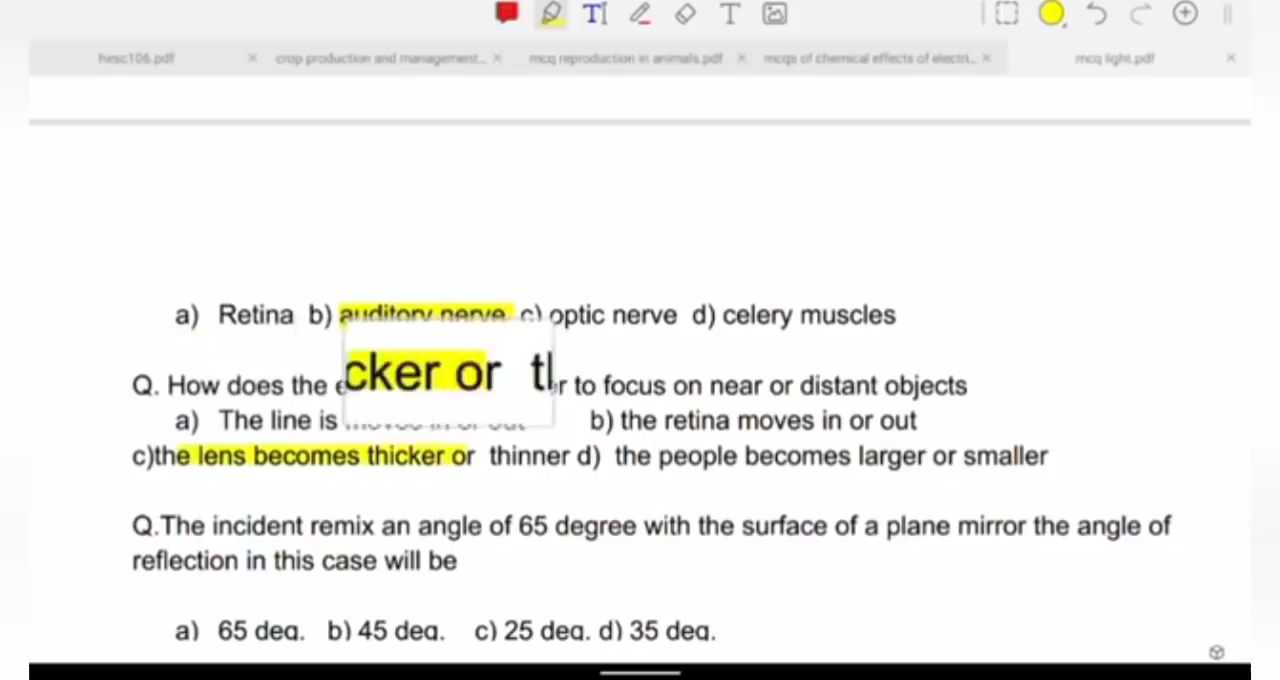 hesc106.pdf
crop production and management...
mcq reproduction in animals.pdf
mcqs of chemical effects of electri...
mcq light.pdf
a) Retina b) auditory nerve c) optic nerve d) celery muscles
cker or
Q. How does the to focus on near or distant objects
a) The line is moves in or out b) the retina moves in or out
c)the lens becomes thicker or thinner d) the people becomes larger or smaller
Q.The incident remix an angle of 65 degree with the surface of a plane mirror the angle of
reflection in this case will be
a) 65 deg. b) 45 deg. c) 25 deg. d) 35 deg.